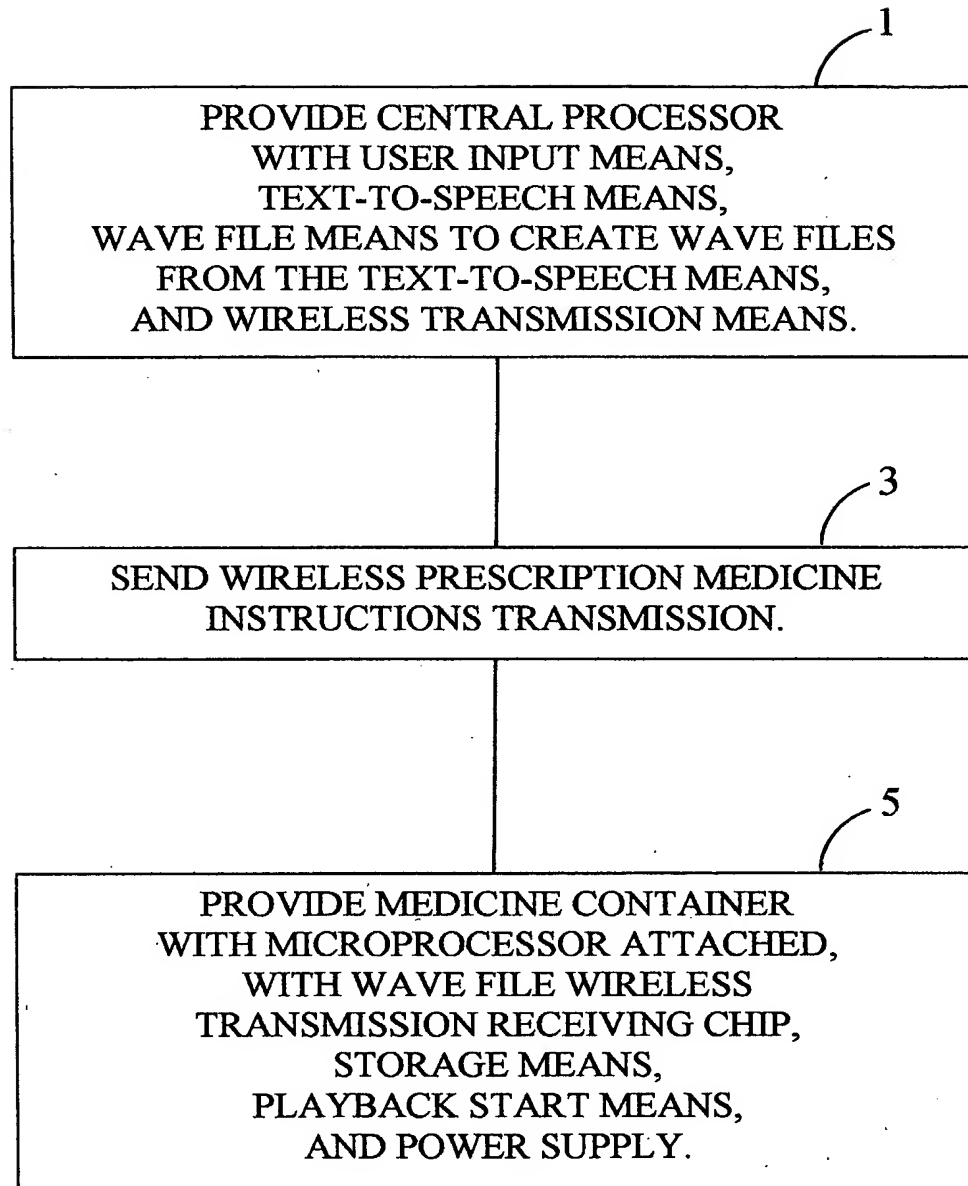 1
PROVIDE CENTRAL PROCESSOR
WITH USER INPUT MEANS,
TEXT-TO-SPEECH MEANS,
WAVE FILE MEANS TO CREATE WAVE FILES
FROM THE TEXT-TO-SPEECH MEANS,
AND WIRELESS TRANSMISSION MEANS.
3
SEND WIRELESS PRESCRIPTION MEDICINE
INSTRUCTIONS TRANSMISSION.
5
PROVIDE MEDICINE CONTAINER
WITH MICROPROCESSOR ATTACHED,
WITH WAVE FILE WIRELESS
TRANSMISSION RECEIVING CHIP,
STORAGE MEANS,
PLAYBACK START MEANS,
AND POWER SUPPLY.